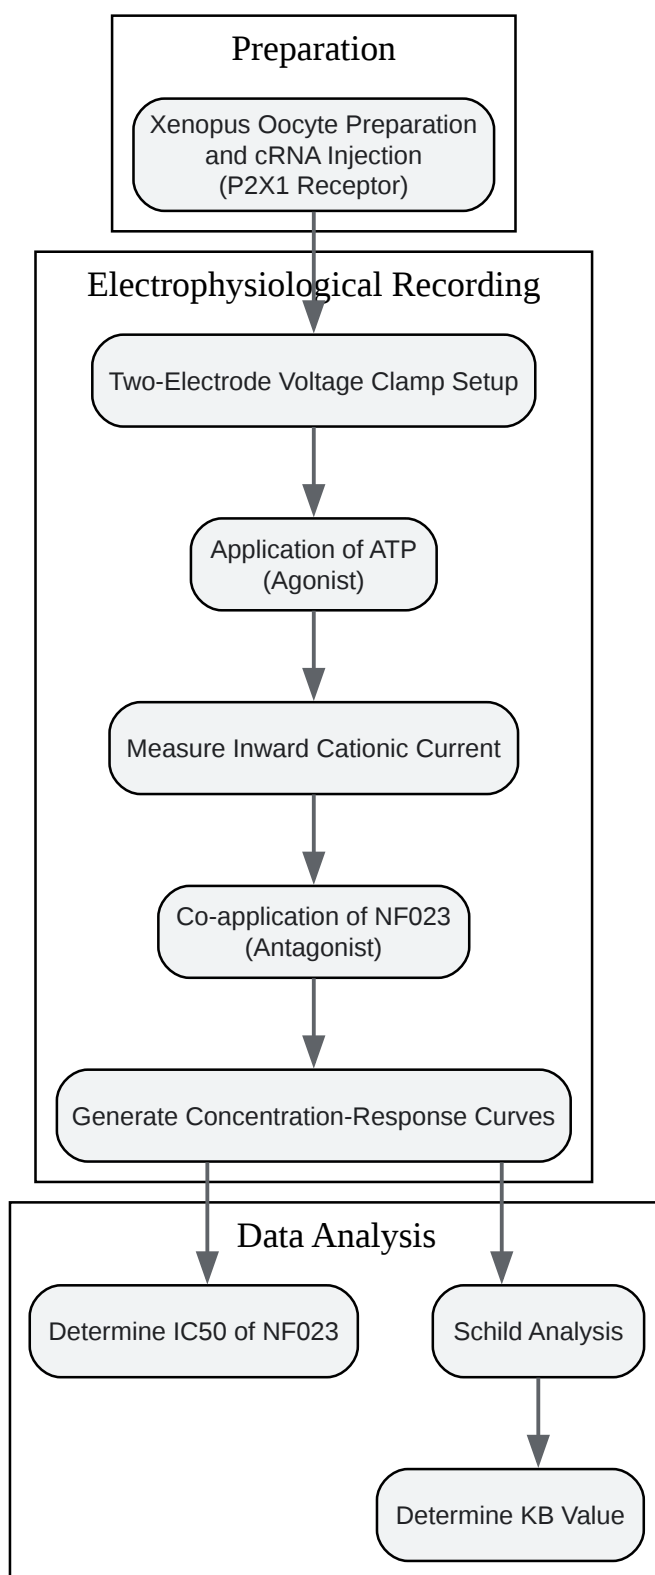 Preparation
Xenopus Oocyte Preparation
and cRNA Injection
(P2X1 Receptor)
Electrophysiological Recording
Two-Electrode Voltage Clamp Setup
Application of ATP
(Agonist)
Measure Inward Cationic Current
Co-application of NF023
(Antagonist)
Generate Concentration-Response Curves
Data Analysis
Determine IC50 of NF023
Schild Analysis
Determine KB Value